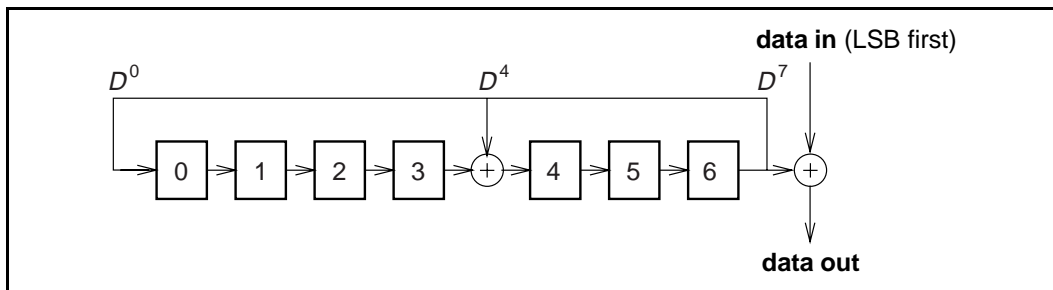 data in (LSB first)
D⁰ D⁴ D⁷
0 1 2 3 + 4 5 6 +
data out